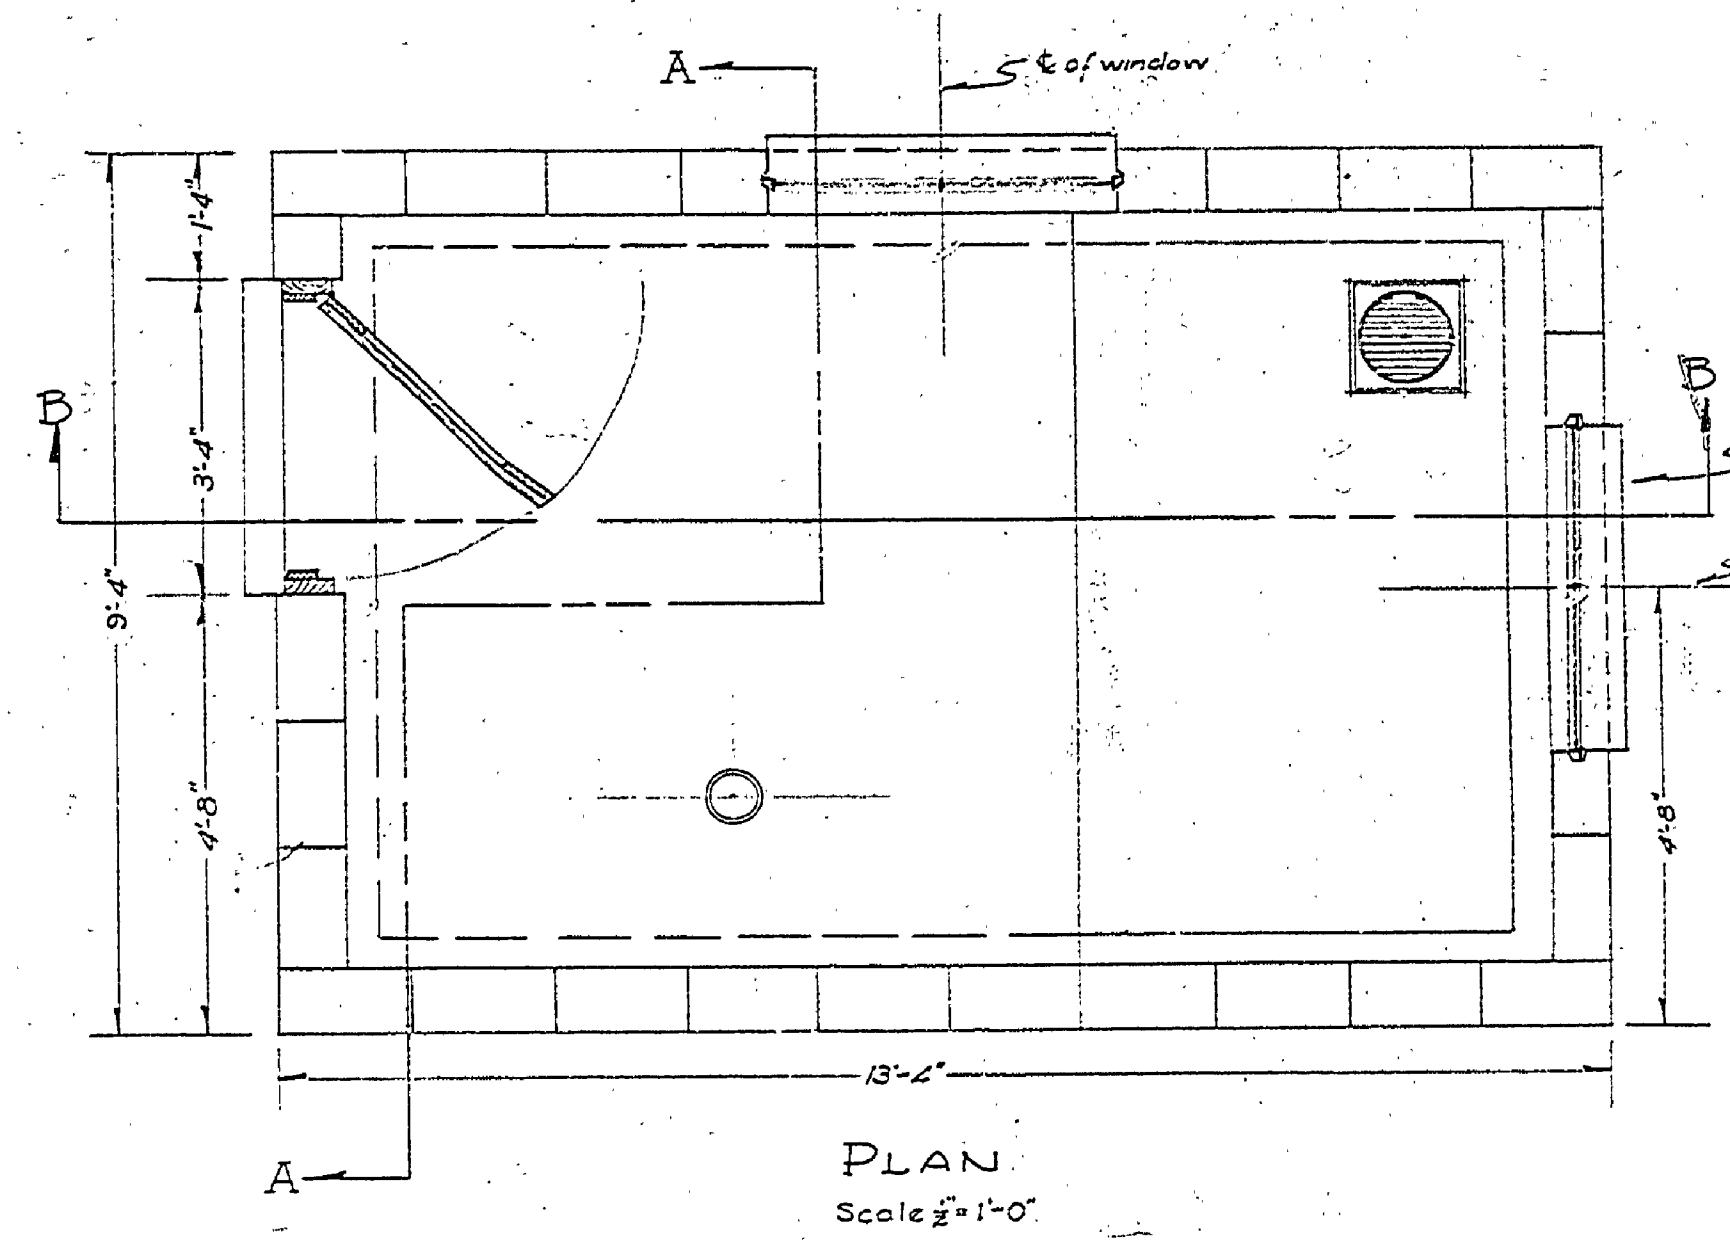 A
℄ of window
1'-4"
B
B
3'-4"
9'-4"
4'-8"
4'-8"
13'-4"
A
PLAN
Scale ½"=1'-0"